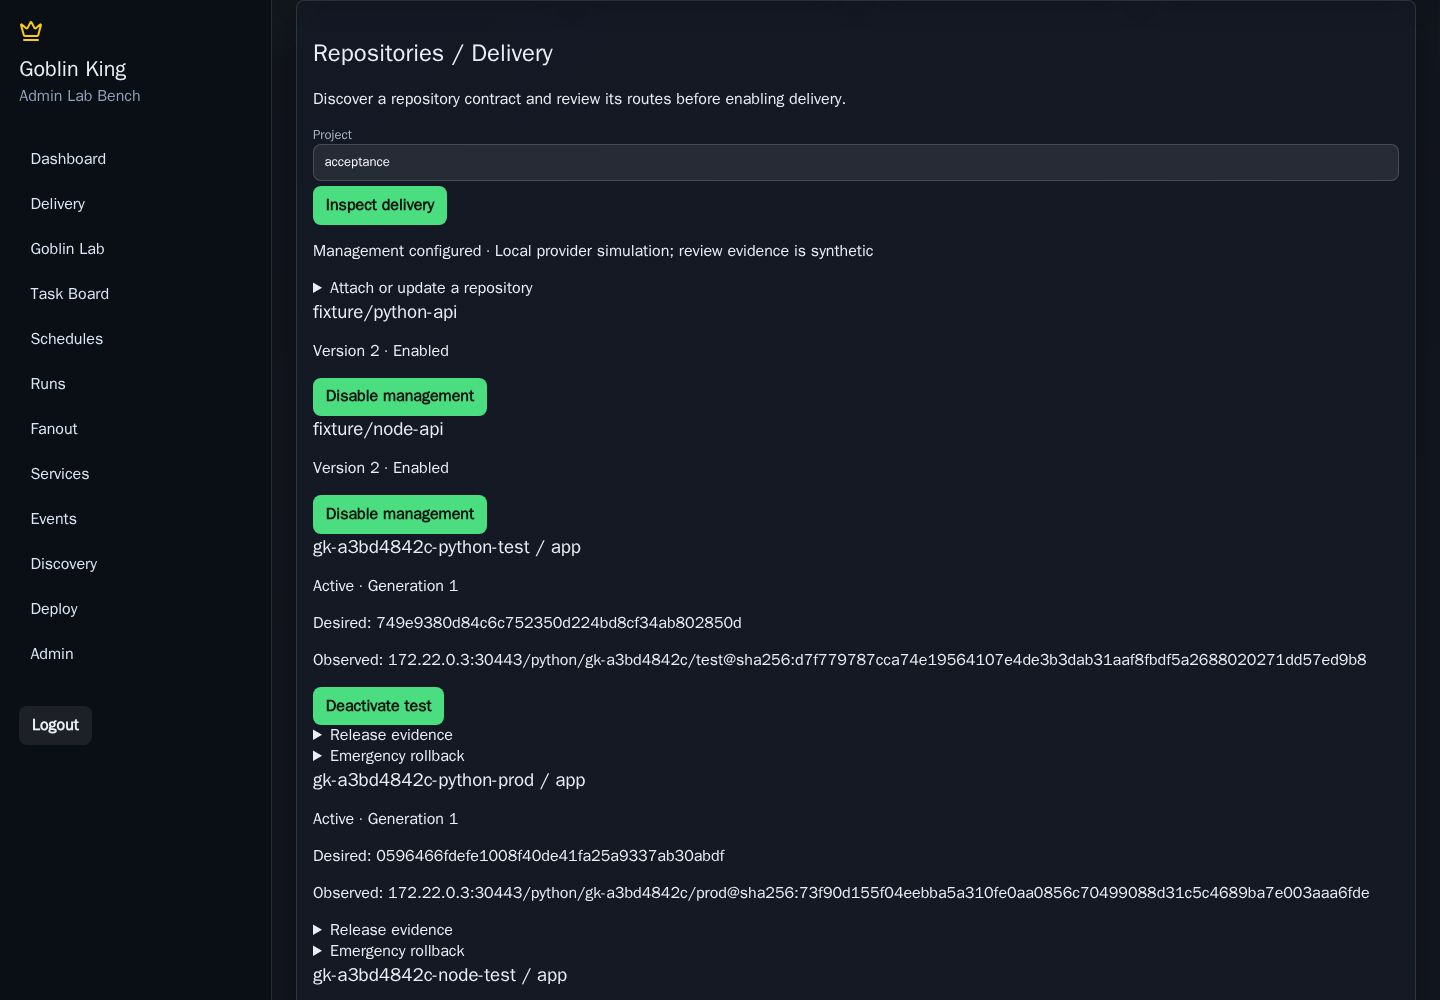 Goblin King
Admin Lab Bench
Dashboard
Delivery
Goblin Lab
Task Board
Schedules
Runs
Fanout
Services
Events
Discovery
Deploy
Admin
Logout
Repositories / Delivery
Discover a repository contract and review its routes before enabling delivery.
Project
acceptance
Inspect delivery
Management configured · Local provider simulation; review evidence is synthetic
Attach or update a repository
fixture/python-api
Version 2 · Enabled
Disable management
fixture/node-api
Version 2 · Enabled
Disable management
gk-a3bd4842c-python-test / app
Active · Generation 1
Desired: 749e9380d84c6c752350d224bd8cf34ab802850d
Observed: 172.22.0.3:30443/python/gk-a3bd4842c/test@sha256:d7f779787cca74e19564107e4de3b3dab31aaf8fbdf5a2688020271dd57ed9b8
Deactivate test
Release evidence
Emergency rollback
gk-a3bd4842c-python-prod / app
Active · Generation 1
Desired: 0596466fdefe1008f40de41fa25a9337ab30abdf
Observed: 172.22.0.3:30443/python/gk-a3bd4842c/prod@sha256:73f90d155f04eebba5a310fe0aa0856c70499088d31c5c4689ba7e003aaa6fde
Release evidence
Emergency rollback
gk-a3bd4842c-node-test / app